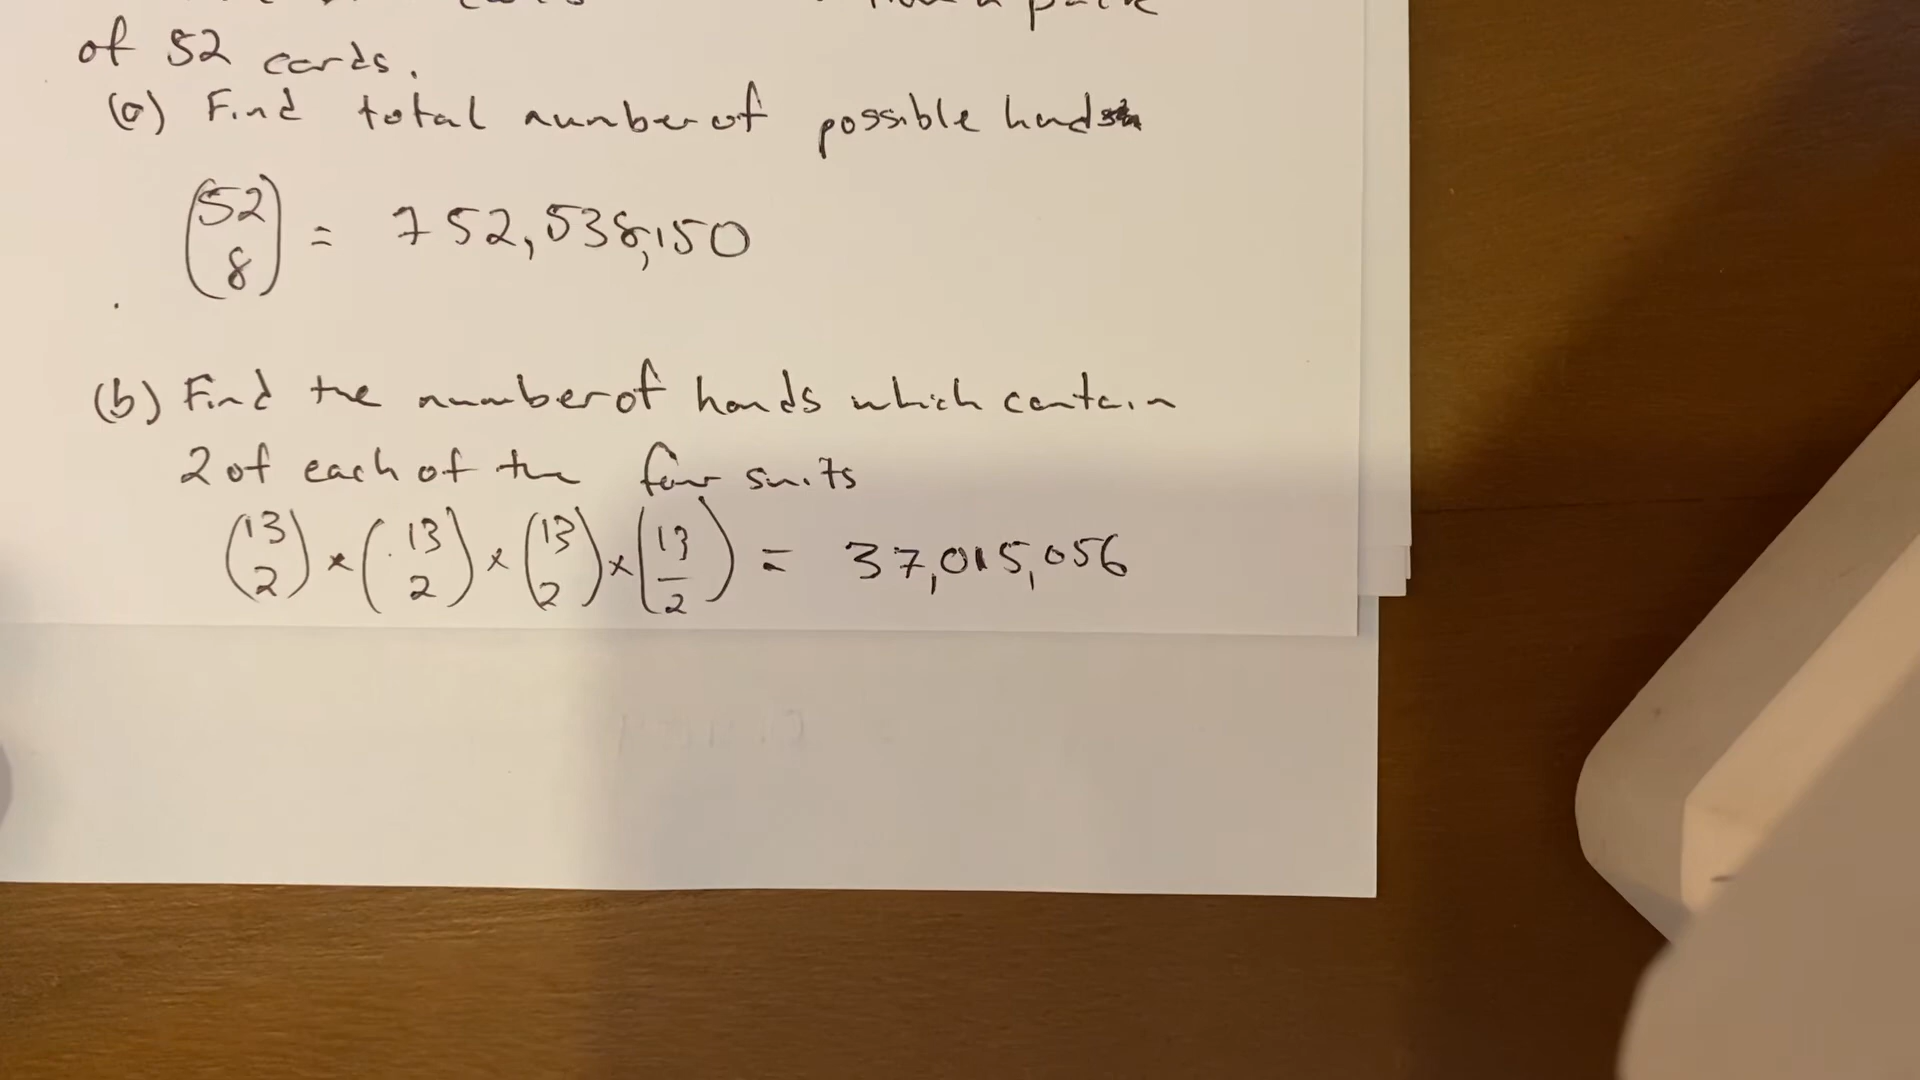 of 52 cards.
(a) Find total number of possible hands
(52 8) = 752,538,150
(b) Find the number of hands which contain
2 of each of the four suits
(13 2) × (13 2) × (13 2) × (13 2) = 37,015,056